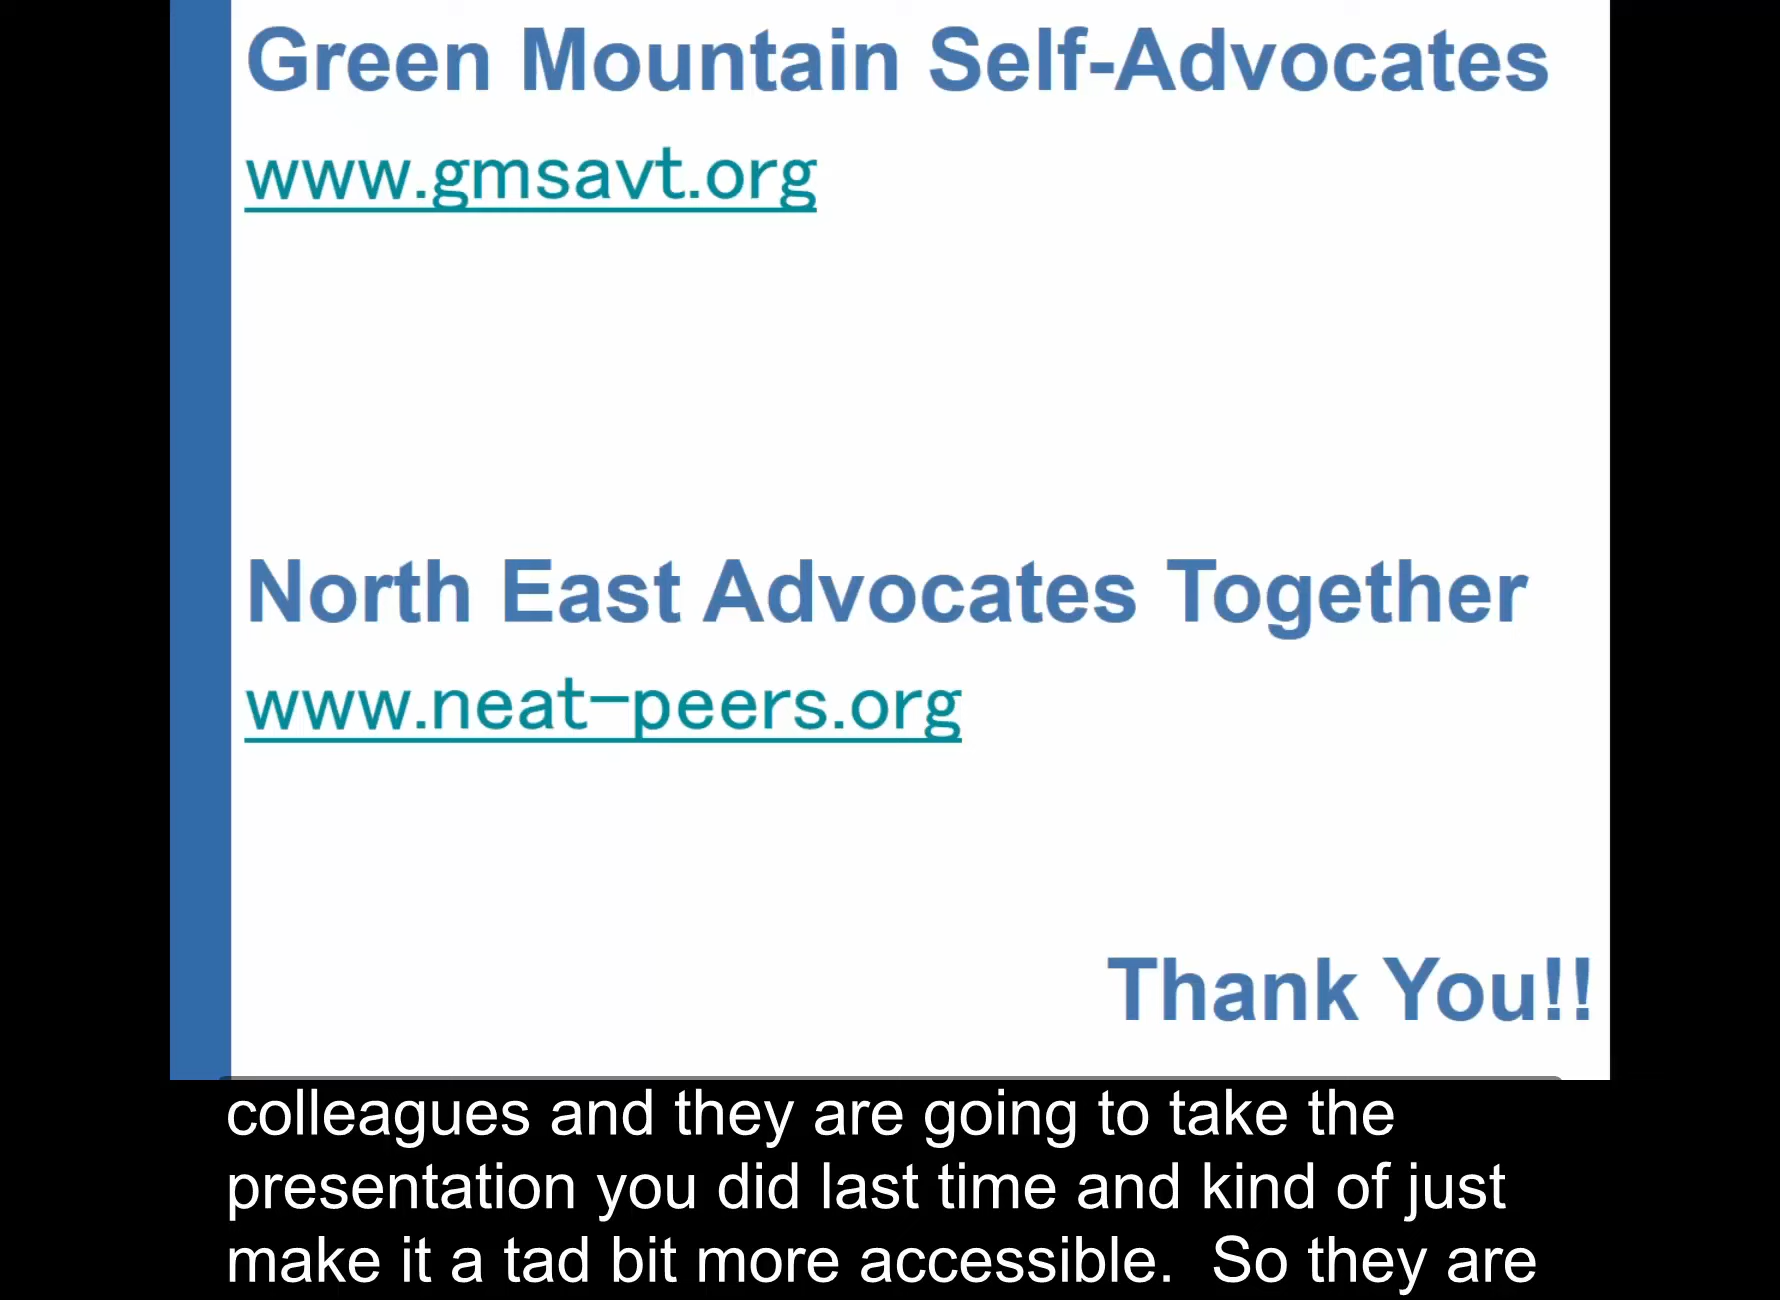 Green Mountain Self-Advocates
www.gmsavt.org
North East Advocates Together
www.neat-peers.org
Thank You!!
colleagues and they are going to take the
presentation you did last time and kind of just
make it a tad bit more accessible.  So they are